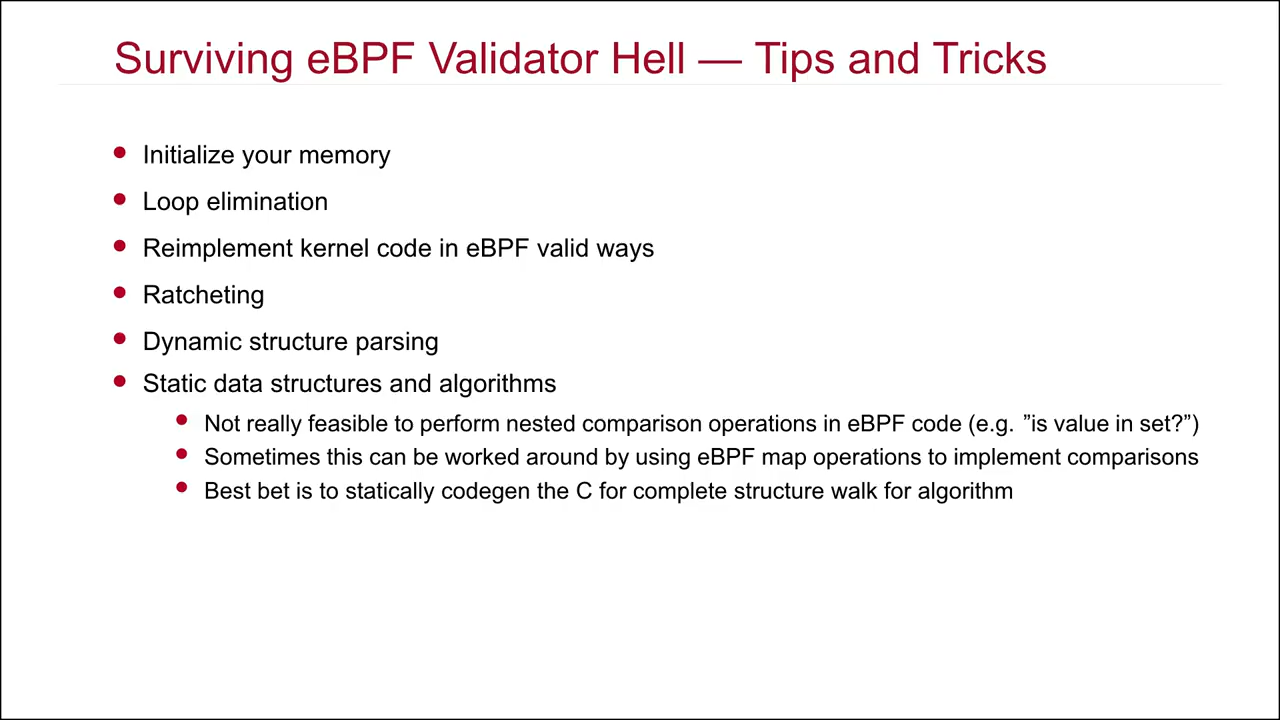 Surviving eBPF Validator Hell — Tips and Tricks
Initialize your memory
Loop elimination
Reimplement kernel code in eBPF valid ways
Ratcheting
Dynamic structure parsing
Static data structures and algorithms
Not really feasible to perform nested comparison operations in eBPF code (e.g. ”is value in set?”)
Sometimes this can be worked around by using eBPF map operations to implement comparisons
Best bet is to statically codegen the C for complete structure walk for algorithm